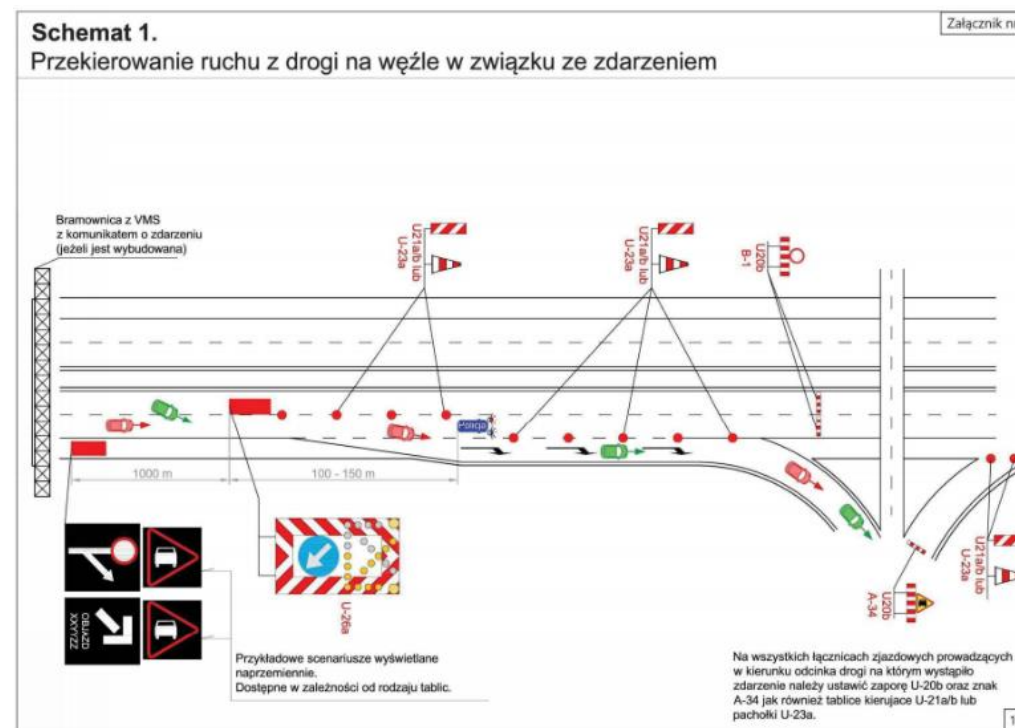 Schemat 1.
Załącznik nr
Przekierowanie ruchu z drogi na węźle w związku ze zdarzeniem
Bramownica z VMS
z komunikatem o zdarzeniu
(jeżeli jest wybudowana)
U21a/b lub
U-23a
U21a/b lub
U-23a
U20b
B-1
Policja
1000 m
100 - 150 m
U-26a
OBJAZD
XXYYZZ
U20b
A-34
U21a/b lub
U-23a
Przykładowe scenariusze wyświetlane
naprzemiennie.
Dostępne w zależności od rodzaju tablic.
Na wszystkich łącznicach zjazdowych prowadzących
w kierunku odcinka drogi na którym wystąpiło
zdarzenie należy ustawić zaporę U-20b oraz znak
A-34 jak również tablice kierujace U-21a/b lub
pachołki U-23a.